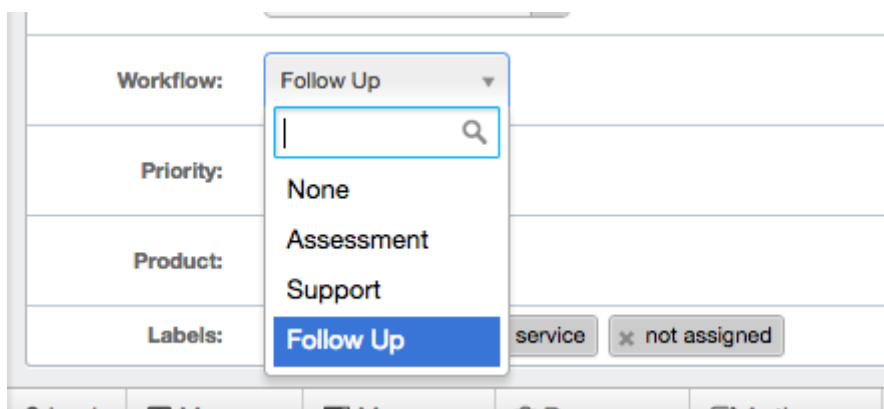 Workflow:
Follow Up
Priority:
None
Assessment
Product:
Support
Labels:
Follow Up
service
not assigned